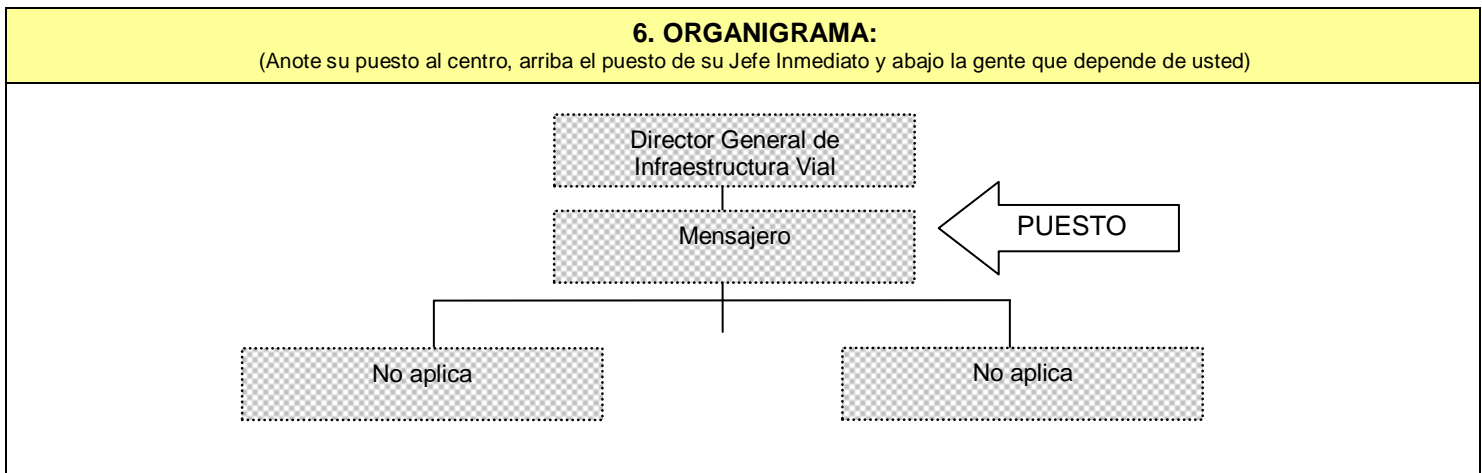 6. ORGANIGRAMA:
(Anote su puesto al centro, arriba el puesto de su Jefe Inmediato y abajo la gente que depende de usted)
Director General de
Infraestructura Vial
Mensajero
PUESTO
No aplica
No aplica